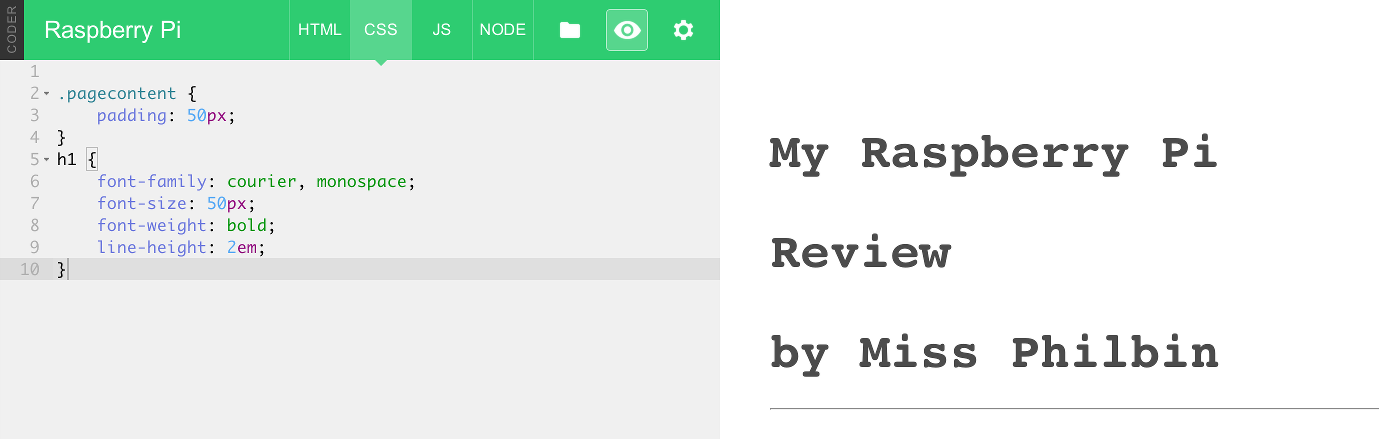 CODER
Raspberry Pi HTML CSS JS NODE
1
2 .pagecontent {
3     padding: 50px;
4 }
5 h1 {
6     font-family: courier, monospace;
7     font-size: 50px;
8     font-weight: bold;
9     line-height: 2em;
10 }
My Raspberry Pi
Review
by Miss Philbin